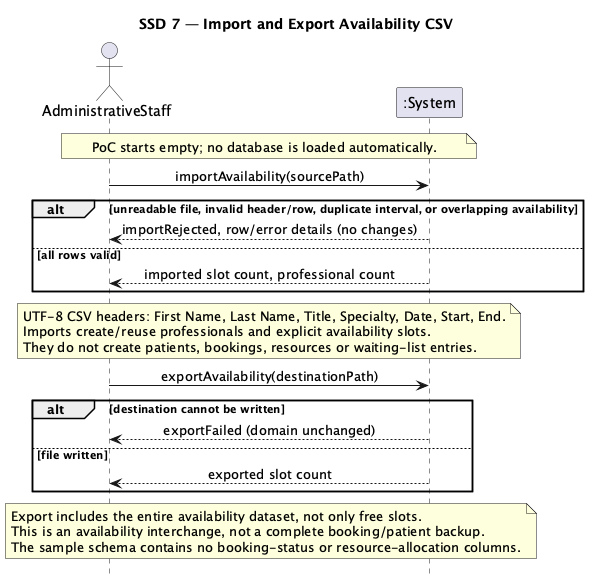 SSD 7 — Import and Export Availability CSV
AdministrativeStaff
:System
PoC starts empty; no database is loaded automatically.
importAvailability(sourcePath)
alt
[unreadable file, invalid header/row, duplicate interval, or overlapping availability]
importRejected, row/error details (no changes)
[all rows valid]
imported slot count, professional count
UTF-8 CSV headers: First Name, Last Name, Title, Specialty, Date, Start, End.
Imports create/reuse professionals and explicit availability slots.
They do not create patients, bookings, resources or waiting-list entries.
exportAvailability(destinationPath)
alt
[destination cannot be written]
exportFailed (domain unchanged)
[file written]
exported slot count
Export includes the entire availability dataset, not only free slots.
This is an availability interchange, not a complete booking/patient backup.
The sample schema contains no booking-status or resource-allocation columns.